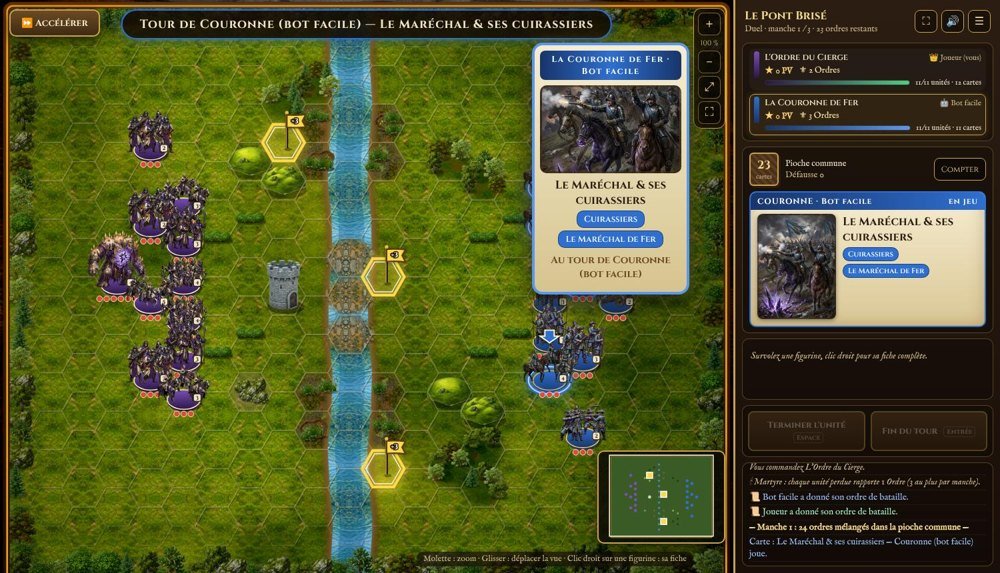 ACCÉLÉRER
Tour de Couronne (bot facile) — Le Maréchal & ses cuirassiers
+
100 %
−
La Couronne de Fer ·
Bot facile
Le Maréchal & ses
cuirassiers
Cuirassiers
Le Maréchal de Fer
Au tour de Couronne
(bot facile)
Molette : zoom · Glisser : déplacer la vue · Clic droit sur une figurine : sa fiche
Le Pont Brisé
Duel · manche 1 / 3 · 23 ordres restants
L'Ordre du Cierge
Joueur (vous)
0 PV 2 Ordres
11/11 unités · 12 cartes
La Couronne de Fer
Bot facile
0 PV 3 Ordres
11/11 unités · 11 cartes
23
cartes
Pioche commune
Défausse 0
Compter
Couronne · Bot facile
En jeu
Le Maréchal & ses
cuirassiers
Cuirassiers
Le Maréchal de Fer
Survolez une figurine, clic droit pour sa fiche complète.
Terminer l'unité
Espace
Fin du tour Entrée
Vous commandez L'Ordre du Cierge.
Martyre : chaque unité perdue rapporte 1 Ordre (3 au plus par manche).
Bot facile a donné son ordre de bataille.
Joueur a donné son ordre de bataille.
— Manche 1 : 24 ordres mélangés dans la pioche commune —
Carte : Le Maréchal & ses cuirassiers — Couronne (bot facile)
joue.